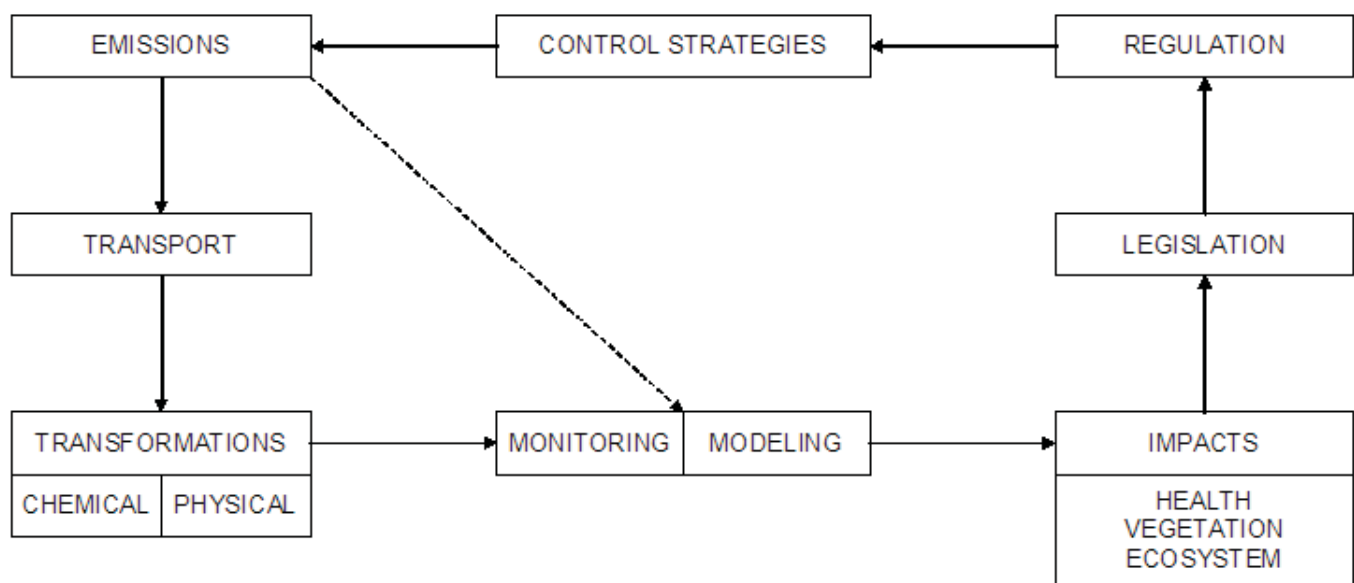 EMISSIONS
CONTROL STRATEGIES
REGULATION
TRANSPORT
LEGISLATION
TRANSFORMATIONS
MONITORING
MODELING
IMPACTS
CHEMICAL
PHYSICAL
HEALTH
VEGETATION
ECOSYSTEM